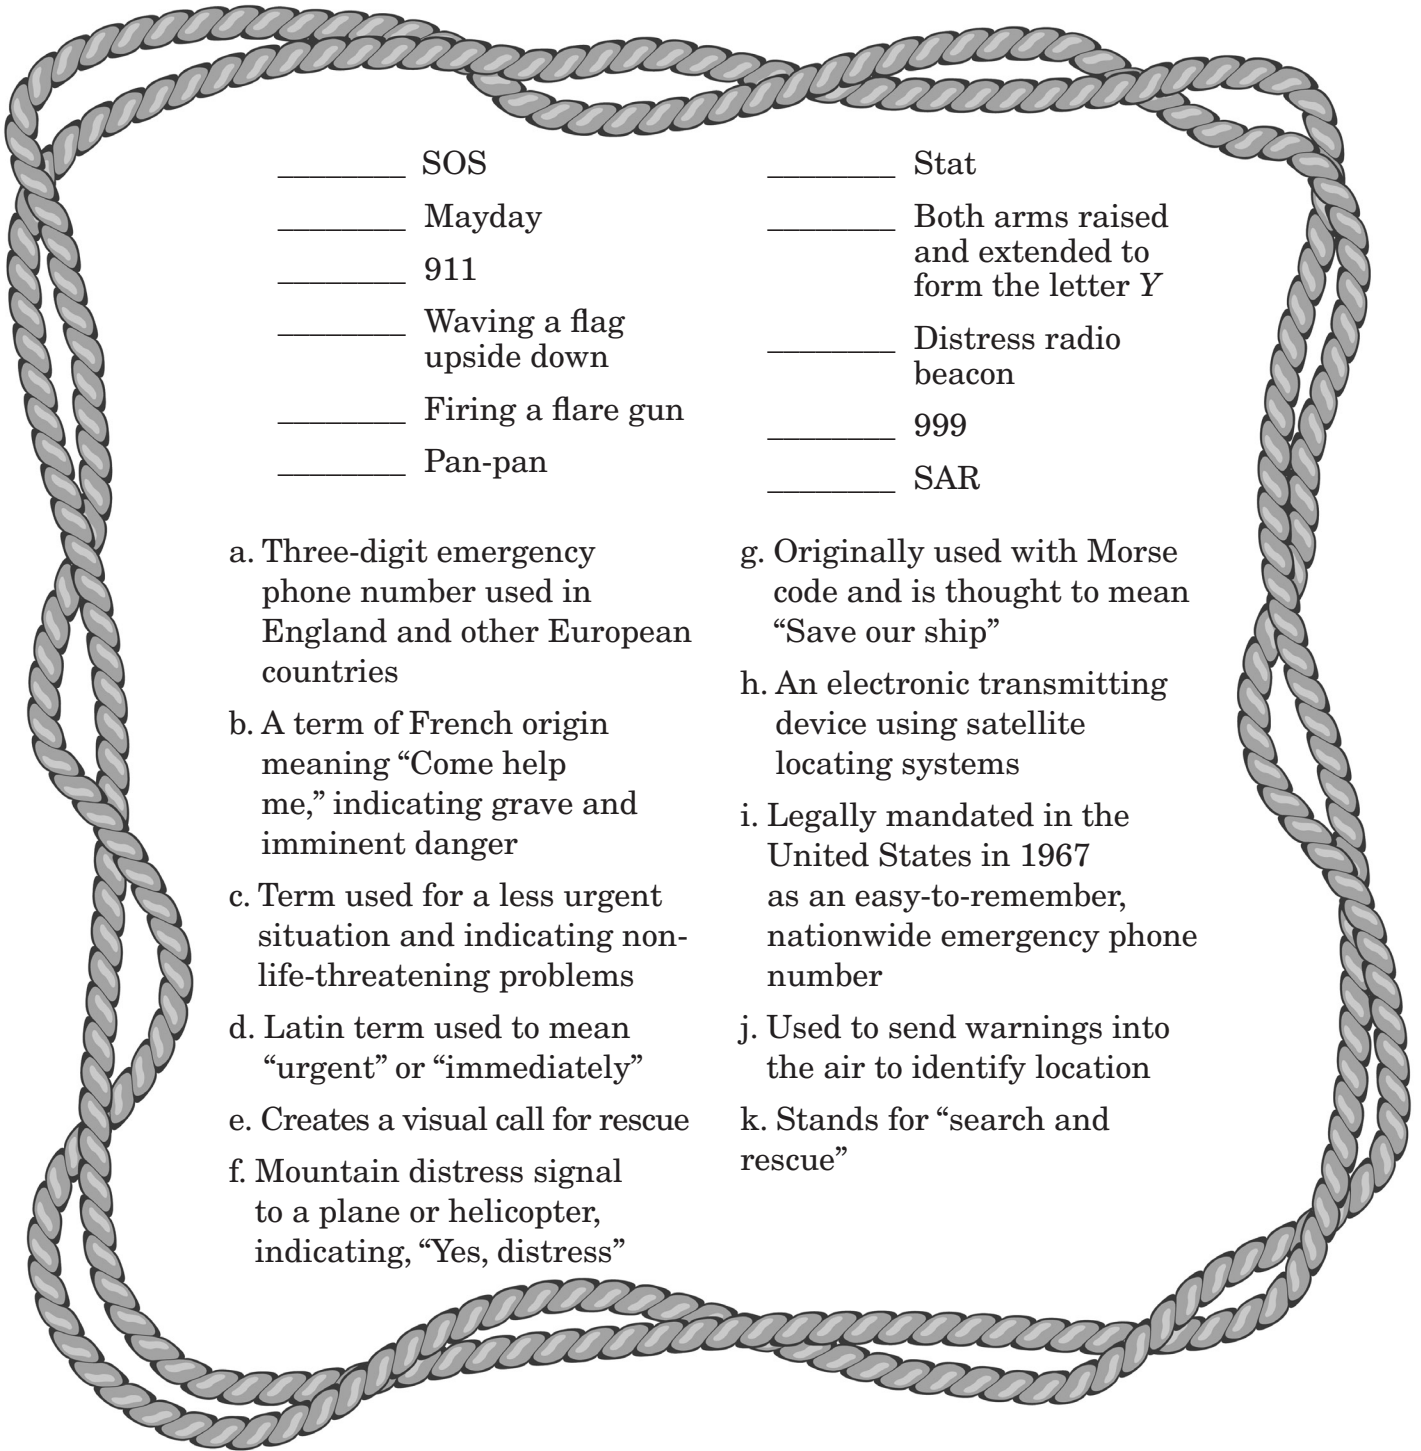 ________ SOS
________ Mayday
________ 911
________ Waving a flag
upside down
________ Firing a flare gun
________ Pan-pan
________ Stat
________ Both arms raised
and extended to
form the letter Y
________ Distress radio
beacon
________ 999
________ SAR
a. Three-digit emergency
phone number used in
England and other European
countries
b. A term of French origin
meaning “Come help
me,” indicating grave and
imminent danger
c. Term used for a less urgent
situation and indicating non-
life-threatening problems
d. Latin term used to mean
“urgent” or “immediately”
e. Creates a visual call for rescue
f. Mountain distress signal
to a plane or helicopter,
indicating, “Yes, distress”
g. Originally used with Morse
code and is thought to mean
“Save our ship”
h. An electronic transmitting
device using satellite
locating systems
i. Legally mandated in the
United States in 1967
as an easy-to-remember,
nationwide emergency phone
number
j. Used to send warnings into
the air to identify location
k. Stands for “search and
rescue”